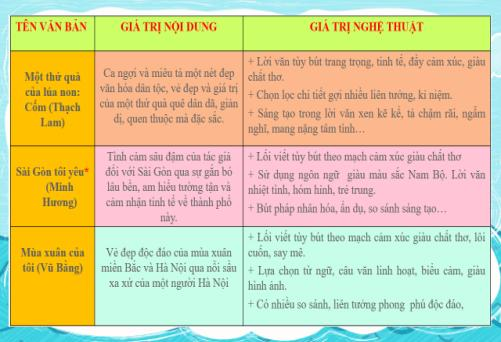 TÊN VĂN BẢN
GIÁ TRỊ NỘI DUNG
GIÁ TRỊ NGHỆ THUẬT
Một thứ quà
của lúa non:
Cốm (Thạch
Lam)
Ca ngợi và miêu tả một nét đẹp
văn hóa dân tộc, vẻ đẹp và giá trị
của một thứ quà quê dân dã, giản
dị, quen thuộc mà đặc sắc.
+ Lời văn tùy bút trang trọng, tinh tế, đầy cảm xúc, giàu
chất thơ.
+ Chọn lọc chi tiết gợi nhiều liên tưởng, kỉ niệm.
+ Sáng tạo trong lời văn xen kẽ kể, tả chậm rãi, ngẫm
nghĩ, mang nặng tâm tình…
Sài Gòn tôi yêu*
(Minh
Hương)
Tình cảm sâu đậm của tác giả
đối với Sài Gòn qua sự gắn bó
lâu bền, am hiểu tường tận và
cảm nhận tinh tế về thành phố
này.
+ Lối viết tùy bút theo mạch cảm xúc giàu chất thơ
+ Sử dụng ngôn ngữ giàu màu sắc Nam Bộ. Lời văn
nhiệt tình, hóm hỉnh, trẻ trung.
+ Bút pháp nhân hóa, ẩn dụ, so sánh sáng tạo…
Mùa xuân của
tôi (Vũ Bằng)
Vẻ đẹp độc đáo của mùa xuân
miền Bắc và Hà Nội qua nỗi sầu
xa xứ của một người Hà Nội
+ Lối viết tùy bút theo mạch cảm xúc giàu chất thơ, lôi
cuốn, say mê.
+ Lựa chọn từ ngữ, câu văn linh hoạt, biểu cảm, giàu
hình ảnh.
+ Có nhiều so sánh, liên tưởng phong phú độc đáo,